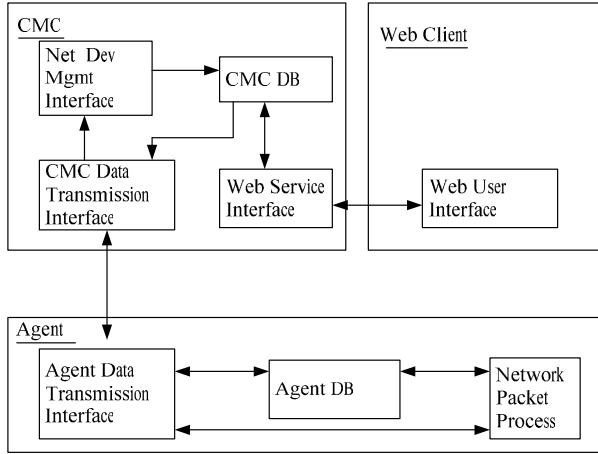 CMC
Net Dev
Mgmt
Interface
CMC DB
CMC Data
Transmission
Interface
Web Service
Interface
Web Client
Web User
Interface
Agent
Agent Data
Transmission
Interface
Agent DB
Network
Packet
Process